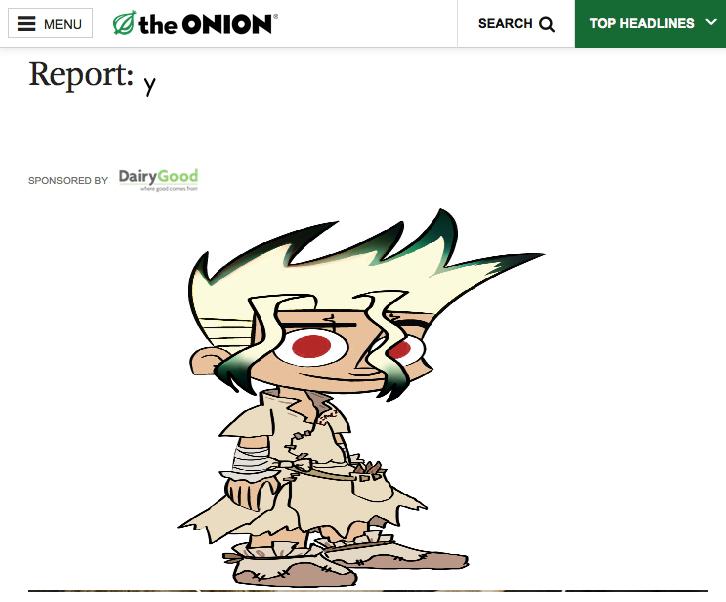 MENU
the ONION®
SEARCH
TOP HEADLINES
Report: y
SPONSORED BY DairyGood
where good comes from